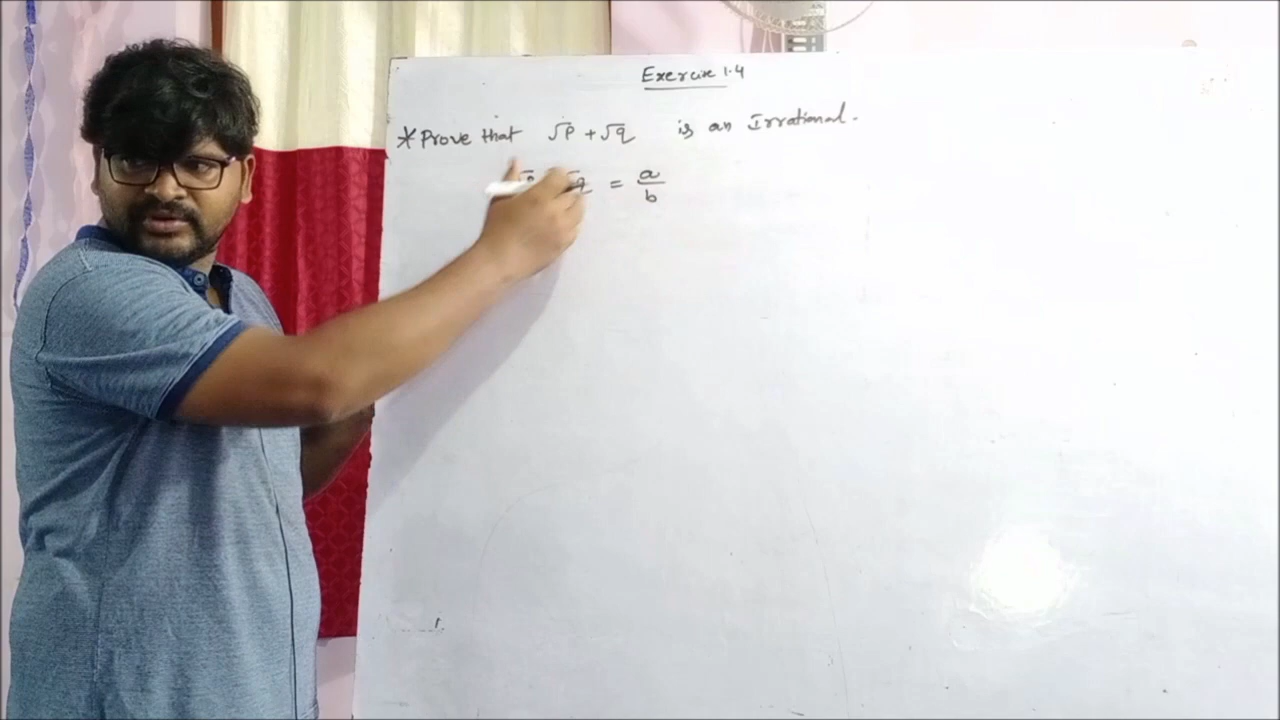 Exercise 1.4
*Prove that √p + √q is an Irrational.
√q = a/b